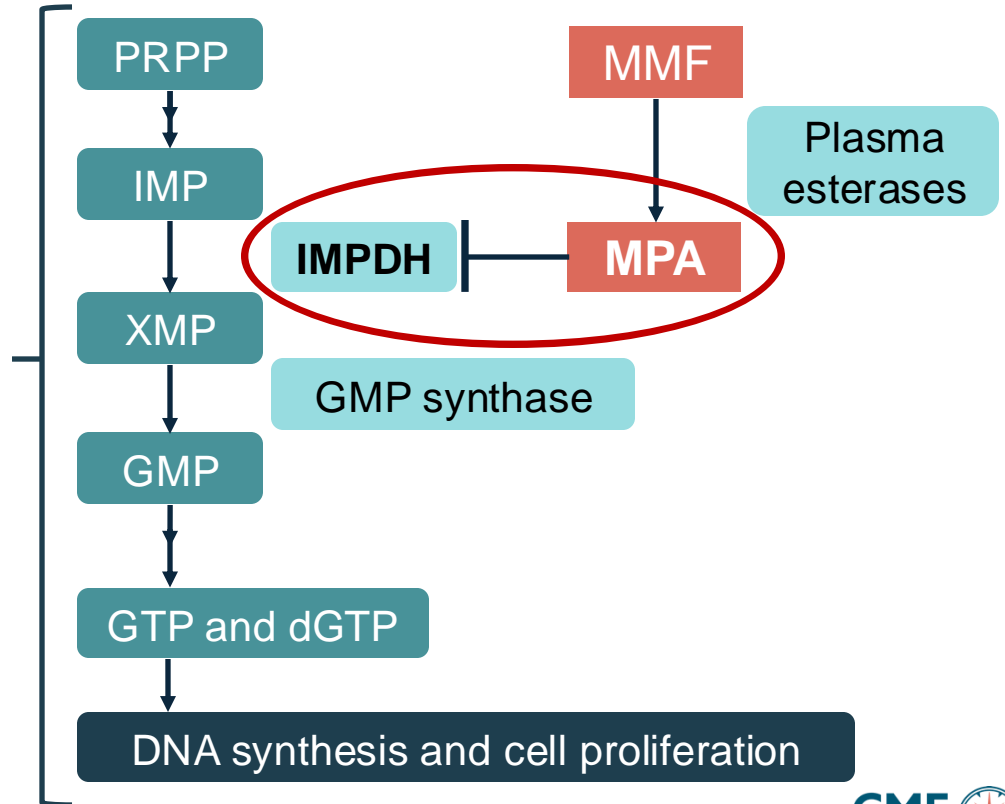 PRPP
MMF
Plasma
esterases
IMP
IMPDH
MPA
XMP
GMP synthase
GMP
GTP and dGTP
DNA synthesis and cell proliferation